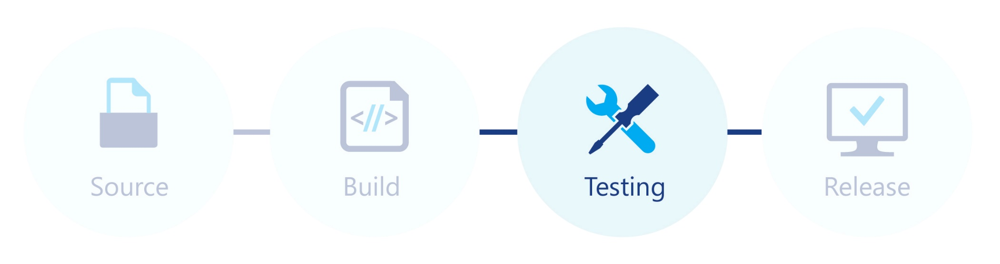 <//>
Source
Build
Testing
Release